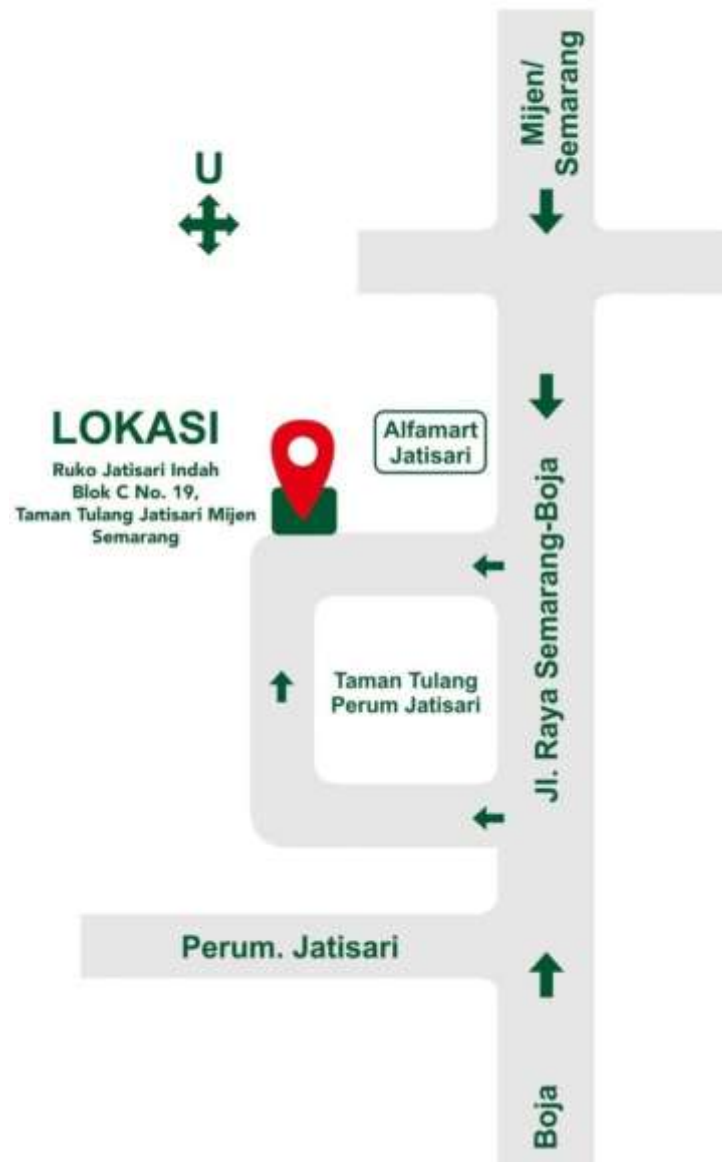 Mijen/
Semarang
U
LOKASI
Ruko Jatisari Indah
Blok C No. 19,
Taman Tulang Jatisari Mijen
Semarang
Alfamart
Jatisari
Jl. Raya Semarang-Boja
Taman Tulang
Perum Jatisari
Perum. Jatisari
Boja